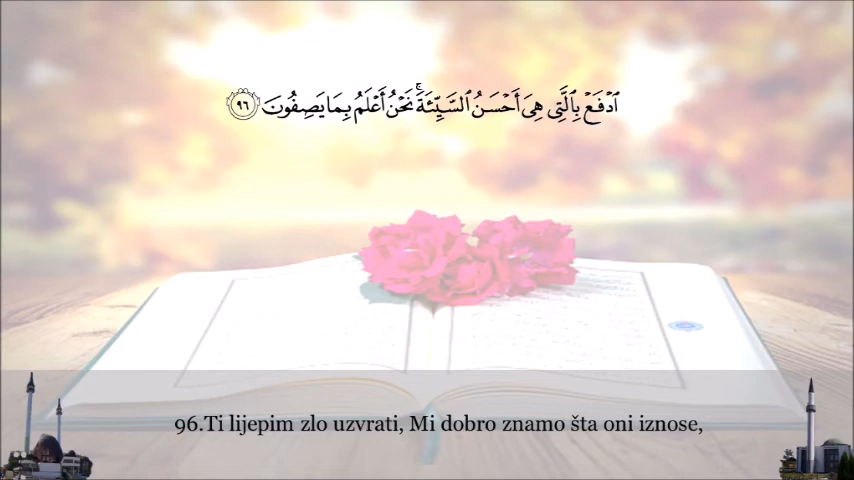 ٱدۡفَعۡ بِٱلَّتِي هِيَ أَحۡسَنُ ٱلسَّيِّئَةَۚ نَحۡنُ أَعۡلَمُ بِمَا يَصِفُونَ ٩٦
96.Ti lijepim zlo uzvrati, Mi dobro znamo šta oni iznose,